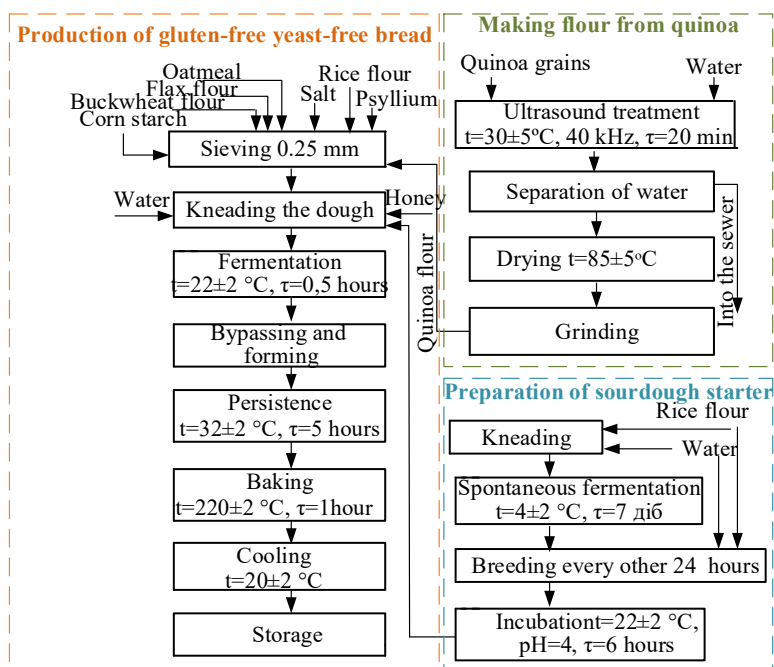 Production of gluten-free yeast-free bread
Oatmeal
Flax flour
Buckwheat flour
Corn starch
Salt
Rice flour
Psyllium
Sieving 0.25 mm
Water
Honey
Kneading the dough
Fermentation
t=22±2 °C, τ=0,5 hours
Bypassing and
forming
Persistence
t=32±2 °C, τ=5 hours
Baking
t=220±2 °C, τ=1hour
Cooling
t=20±2 °C
Storage
Quinoa flour
Making flour from quinoa
Quinoa grains
Water
Ultrasound treatment
t=30±5ºC, 40 kHz, τ=20 min
Separation of water
Drying t=85±5ºC
Grinding
Into the sewer
Preparation of sourdough starter
Rice flour
Water
Kneading
Spontaneous fermentation
t=4±2 °C, τ=7 діб
Breeding every other 24 hours
Incubationt=22±2 °C,
pH=4, τ=6 hours